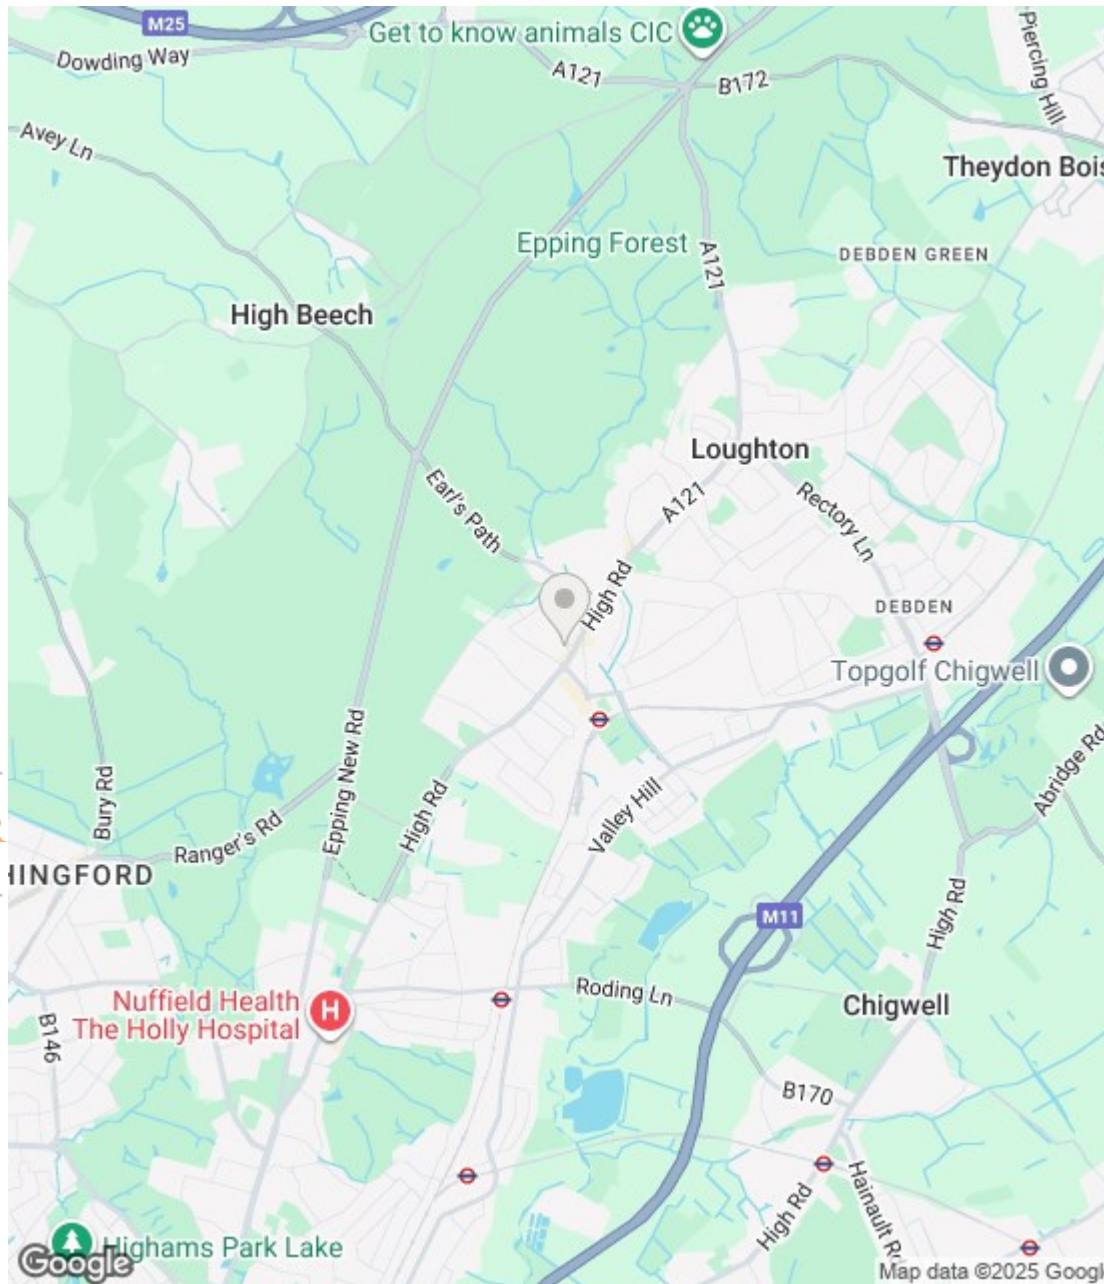 M25
Get to know animals CIC
Dowding Way
A121
B172
Piercing Hill
Avey Ln
Theydon Bois
Epping Forest
A121
DEBDEN GREEN
High Beech
Loughton
Earl's Path
A121
Rectory Ln
High Rd
DEBDEN
Topgolf Chigwell
Epping New Rd
Bury Rd
High Rd
Valley Hill
Abridge Rd
Ranger's Rd
HINGFORD
M11
High Rd
Nuffield Health
The Holly Hospital
Roding Ln
Chigwell
B146
B170
Hainault Rd
High Rd
Highams Park Lake
Google
Map data ©2025 Google